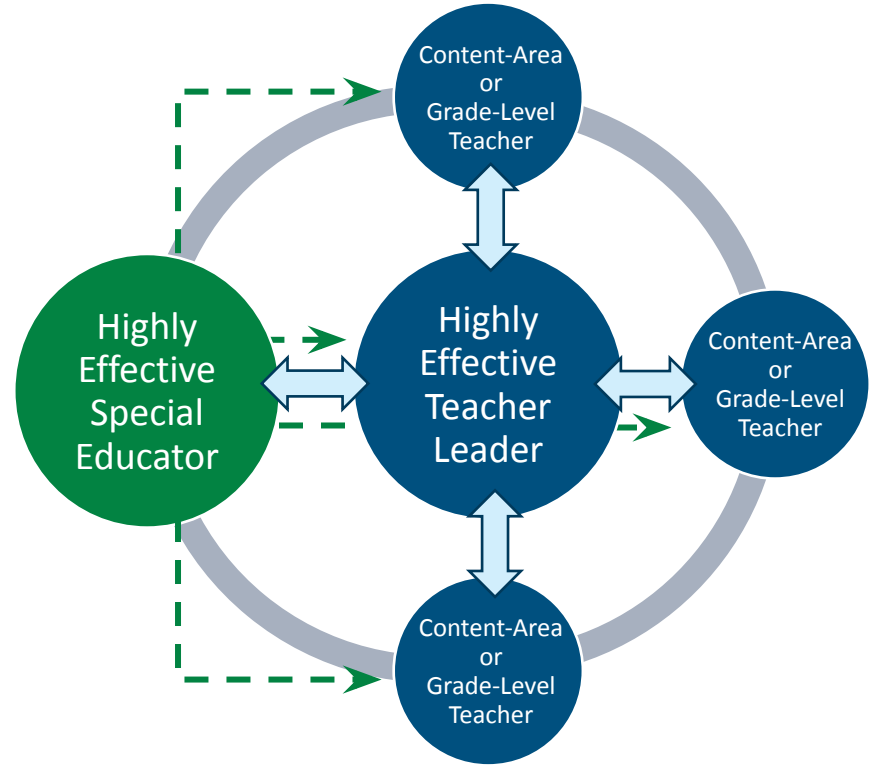 Content-Area
or
Grade-Level
Teacher
Highly
Effective
Special
Educator
Highly
Effective
Teacher
Leader
Content-Area
or
Grade-Level
Teacher
Content-Area
or
Grade-Level
Teacher